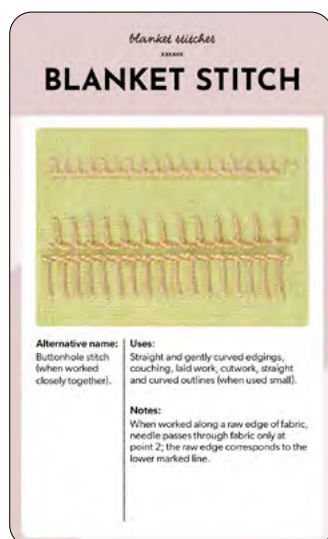 blanket stitches
xxxxxx
BLANKET STITCH
Alternative name:
Buttonhole stitch
(when worked
closely together).
Uses:
Straight and gently curved edgings,
couching, laid work, cutwork, straight
and curved outlines (when used small).
Notes:
When worked along a raw edge of fabric,
needle passes through fabric only at
point 2; the raw edge corresponds to the
lower marked line.